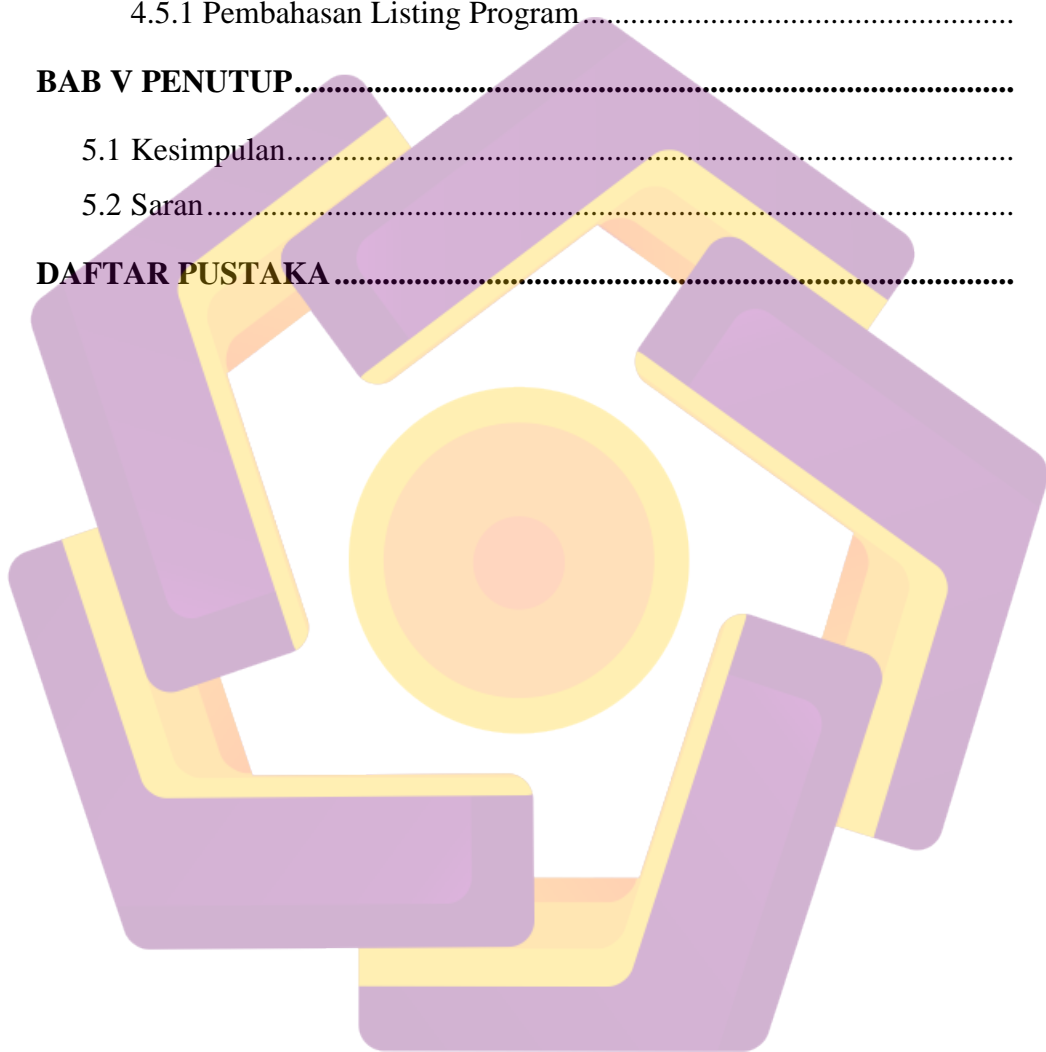 4.5.1 Pembahasan Listing Program.......................................................
BAB V PENUTUP..........................................................................................
5.1 Kesimpulan...........................................................................................
5.2 Saran.....................................................................................................
DAFTAR PUSTAKA.....................................................................................